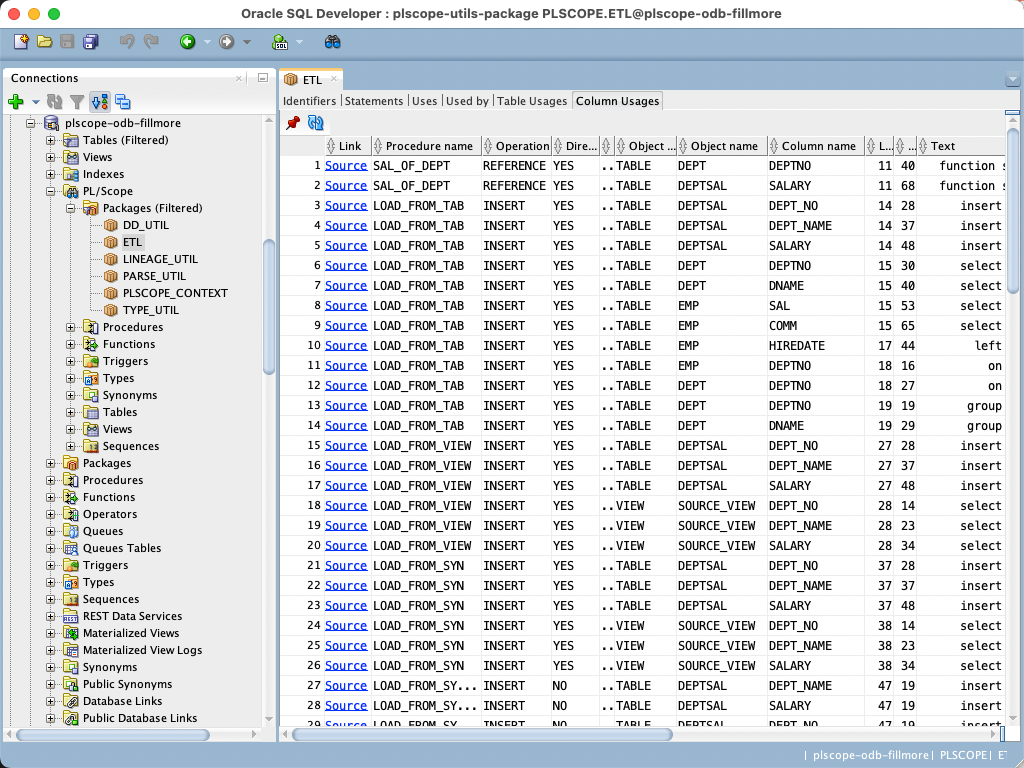 Oracle SQL Developer : plscope-utils-package PLSCOPE.ETL@plscope-odb-fillmore
SQL
Connections
plscope-odb-fillmore
Tables (Filtered)
Views
Indexes
PL/Scope
Packages (Filtered)
DD_UTIL
ETL
LINEAGE_UTIL
PARSE_UTIL
PLSCOPE_CONTEXT
TYPE_UTIL
Procedures
Functions
Triggers
Types
Synonyms
Tables
Views
Sequences
Packages
Procedures
Functions
Operators
Queues
Queues Tables
Triggers
Types
Sequences
REST Data Services
Materialized Views
Materialized View Logs
Synonyms
Public Synonyms
Database Links
Public Database Links
ETL
Identifiers Statements Uses Used by Table Usages Column Usages
Link Procedure name Operation Dire... Object ... Object name Column name L... ... Text
1 Source SAL_OF_DEPT REFERENCE YES ..TABLE DEPT DEPTNO 11 40 function s
2 Source SAL_OF_DEPT REFERENCE YES ..TABLE DEPTSAL SALARY 11 68 function s
3 Source LOAD_FROM_TAB INSERT YES ..TABLE DEPTSAL DEPT_NO 14 28 insert
4 Source LOAD_FROM_TAB INSERT YES ..TABLE DEPTSAL DEPT_NAME 14 37 insert
5 Source LOAD_FROM_TAB INSERT YES ..TABLE DEPTSAL SALARY 14 48 insert
6 Source LOAD_FROM_TAB INSERT YES ..TABLE DEPT DEPTNO 15 30 select
7 Source LOAD_FROM_TAB INSERT YES ..TABLE DEPT DNAME 15 40 select
8 Source LOAD_FROM_TAB INSERT YES ..TABLE EMP SAL 15 53 select
9 Source LOAD_FROM_TAB INSERT YES ..TABLE EMP COMM 15 65 select
10 Source LOAD_FROM_TAB INSERT YES ..TABLE EMP HIREDATE 17 44 left
11 Source LOAD_FROM_TAB INSERT YES ..TABLE EMP DEPTNO 18 16 on
12 Source LOAD_FROM_TAB INSERT YES ..TABLE DEPT DEPTNO 18 27 on
13 Source LOAD_FROM_TAB INSERT YES ..TABLE DEPT DEPTNO 19 19 group
14 Source LOAD_FROM_TAB INSERT YES ..TABLE DEPT DNAME 19 29 group
15 Source LOAD_FROM_VIEW INSERT YES ..TABLE DEPTSAL DEPT_NO 27 28 insert
16 Source LOAD_FROM_VIEW INSERT YES ..TABLE DEPTSAL DEPT_NAME 27 37 insert
17 Source LOAD_FROM_VIEW INSERT YES ..TABLE DEPTSAL SALARY 27 48 insert
18 Source LOAD_FROM_VIEW INSERT YES ..VIEW SOURCE_VIEW DEPT_NO 28 14 select
19 Source LOAD_FROM_VIEW INSERT YES ..VIEW SOURCE_VIEW DEPT_NAME 28 23 select
20 Source LOAD_FROM_VIEW INSERT YES ..VIEW SOURCE_VIEW SALARY 28 34 select
21 Source LOAD_FROM_SYN INSERT YES ..TABLE DEPTSAL DEPT_NO 37 28 insert
22 Source LOAD_FROM_SYN INSERT YES ..TABLE DEPTSAL DEPT_NAME 37 37 insert
23 Source LOAD_FROM_SYN INSERT YES ..TABLE DEPTSAL SALARY 37 48 insert
24 Source LOAD_FROM_SYN INSERT YES ..VIEW SOURCE_VIEW DEPT_NO 38 14 select
25 Source LOAD_FROM_SYN INSERT YES ..VIEW SOURCE_VIEW DEPT_NAME 38 23 select
26 Source LOAD_FROM_SYN INSERT YES ..VIEW SOURCE_VIEW SALARY 38 34 select
27 Source LOAD_FROM_SY... INSERT NO ..TABLE DEPTSAL DEPT_NAME 47 19 insert
28 Source LOAD_FROM_SY... INSERT NO ..TABLE DEPTSAL SALARY 47 19 insert
29 Source LOAD_FROM_SY... INSERT NO ..TABLE DEPTSAL DEPT_NO 47 19 insert
plscope-odb-fillmore PLSCOPE ET